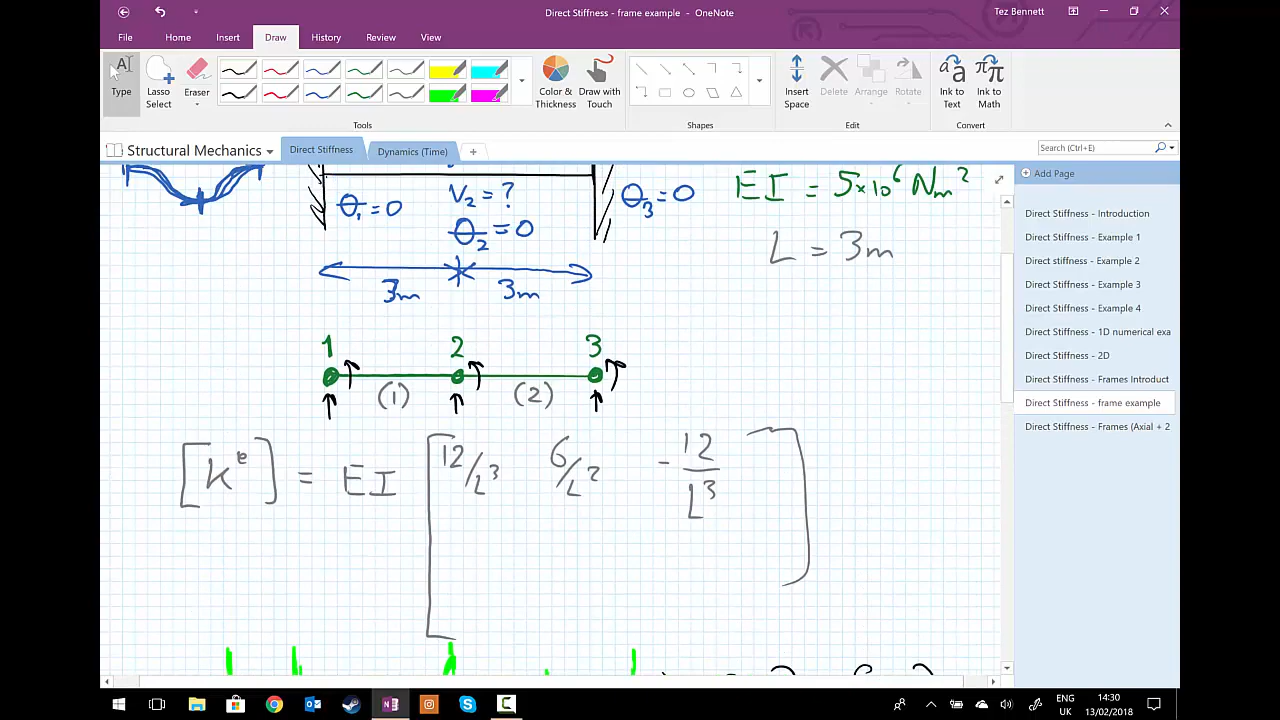 Direct Stiffness - frame example - OneNote
Tez Bennett
File Home Insert Draw History Review View
Type
Lasso Select
Eraser
Color & Thickness
Draw with Touch
Insert Space
Delete
Arrange
Rotate
Ink to Text
Ink to Math
Tools
Shapes
Edit
Convert
Structural Mechanics
Direct Stiffness
Dynamics (Time)
Search (Ctrl+E)
Add Page
Direct Stiffness - Introduction
Direct Stiffness - Example 1
Direct stiffness - Example 2
Direct Stiffness - Example 3
Direct Stiffness - Example 4
Direct Stiffness - 1D numerical exa
Direct Stiffness - 2D
Direct Stiffness - Frames Introduct
Direct Stiffness - frame example
Direct Stiffness - Frames (Axial + 2
EI = 5×10⁶ Nm²
L = 3m
θ₁=0
V₂ = ?
θ₂ = 0
θ₃=0
3m 3m
1 2 3
(1) (2)
[Kᵉ] = EI [ 12/L³ 6/L² -12/L³ ]
ENG
UK
14:30
13/02/2018